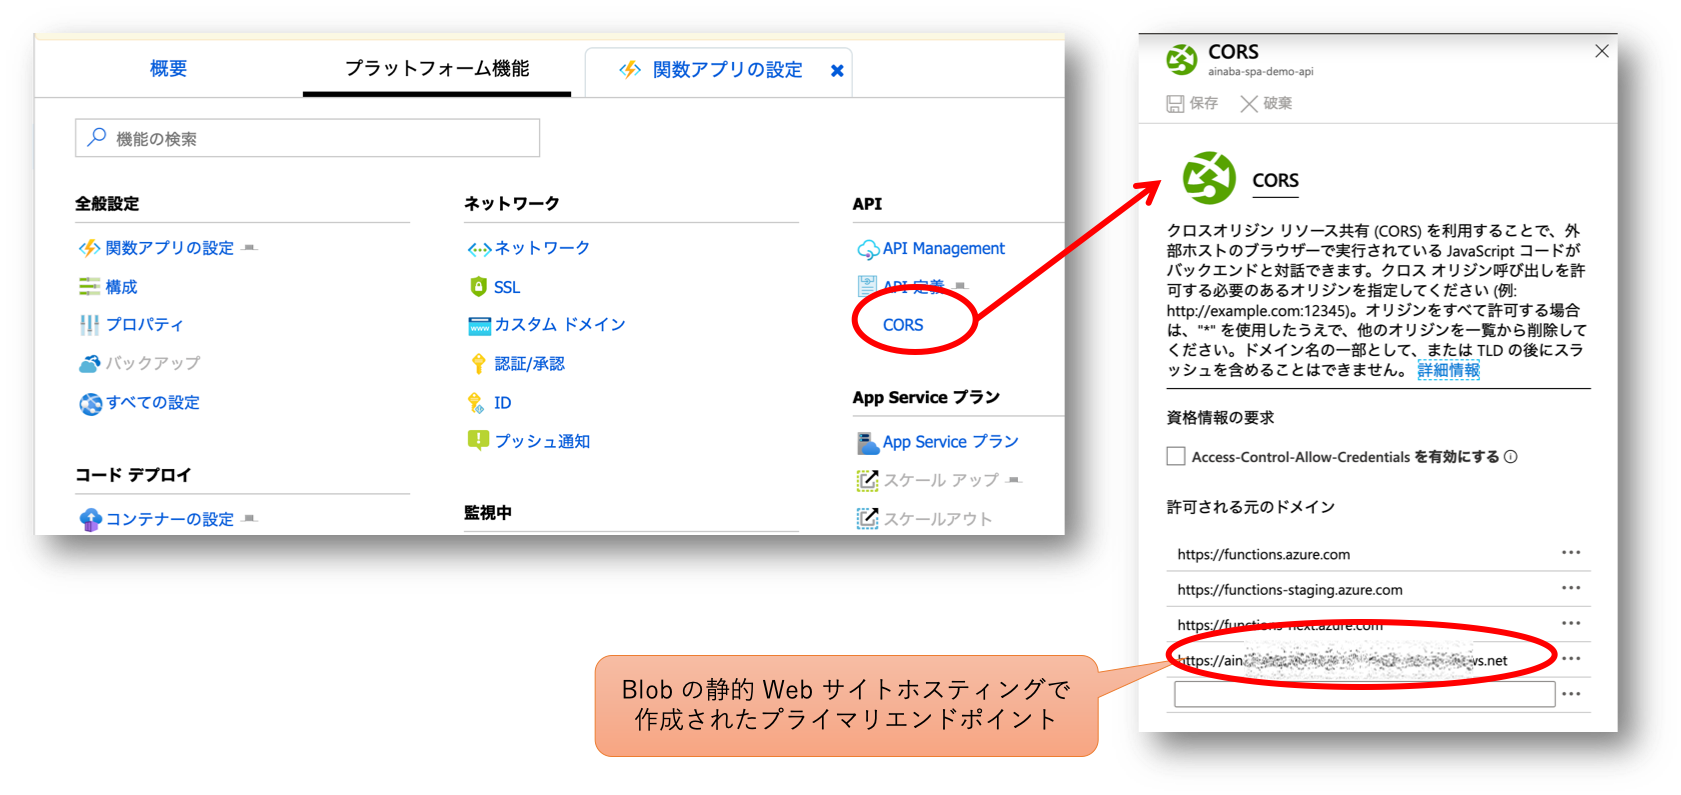 概要
プラットフォーム機能
関数アプリの設定
機能の検索
全般設定
関数アプリの設定
構成
プロパティ
バックアップ
すべての設定
コード デプロイ
コンテナーの設定
ネットワーク
ネットワーク
SSL
www
カスタム ドメイン
認証/承認
ID
プッシュ通知
監視中
API
API Management
API 定義
CORS
App Service プラン
App Service プラン
スケール アップ
スケールアウト
CORS
ainaba-spa-demo-api
保存
破棄
CORS
クロスオリジン リソース共有 (CORS) を利用することで、外
部ホストのブラウザーで実行されている JavaScript コードが
バックエンドと対話できます。クロス オリジン呼び出しを許
可する必要のあるオリジンを指定してください (例:
http://example.com:12345)。オリジンをすべて許可する場合
は、"*" を使用したうえで、他のオリジンを一覧から削除して
ください。ドメイン名の一部として、または TLD の後にスラ
ッシュを含めることはできません。 詳細情報
資格情報の要求
Access-Control-Allow-Credentials を有効にする
許可される元のドメイン
https://functions.azure.com
https://functions-staging.azure.com
https://functions-next.azure.com
https://ain
ws.net
Blob の静的 Web サイトホスティングで
作成されたプライマリエンドポイント